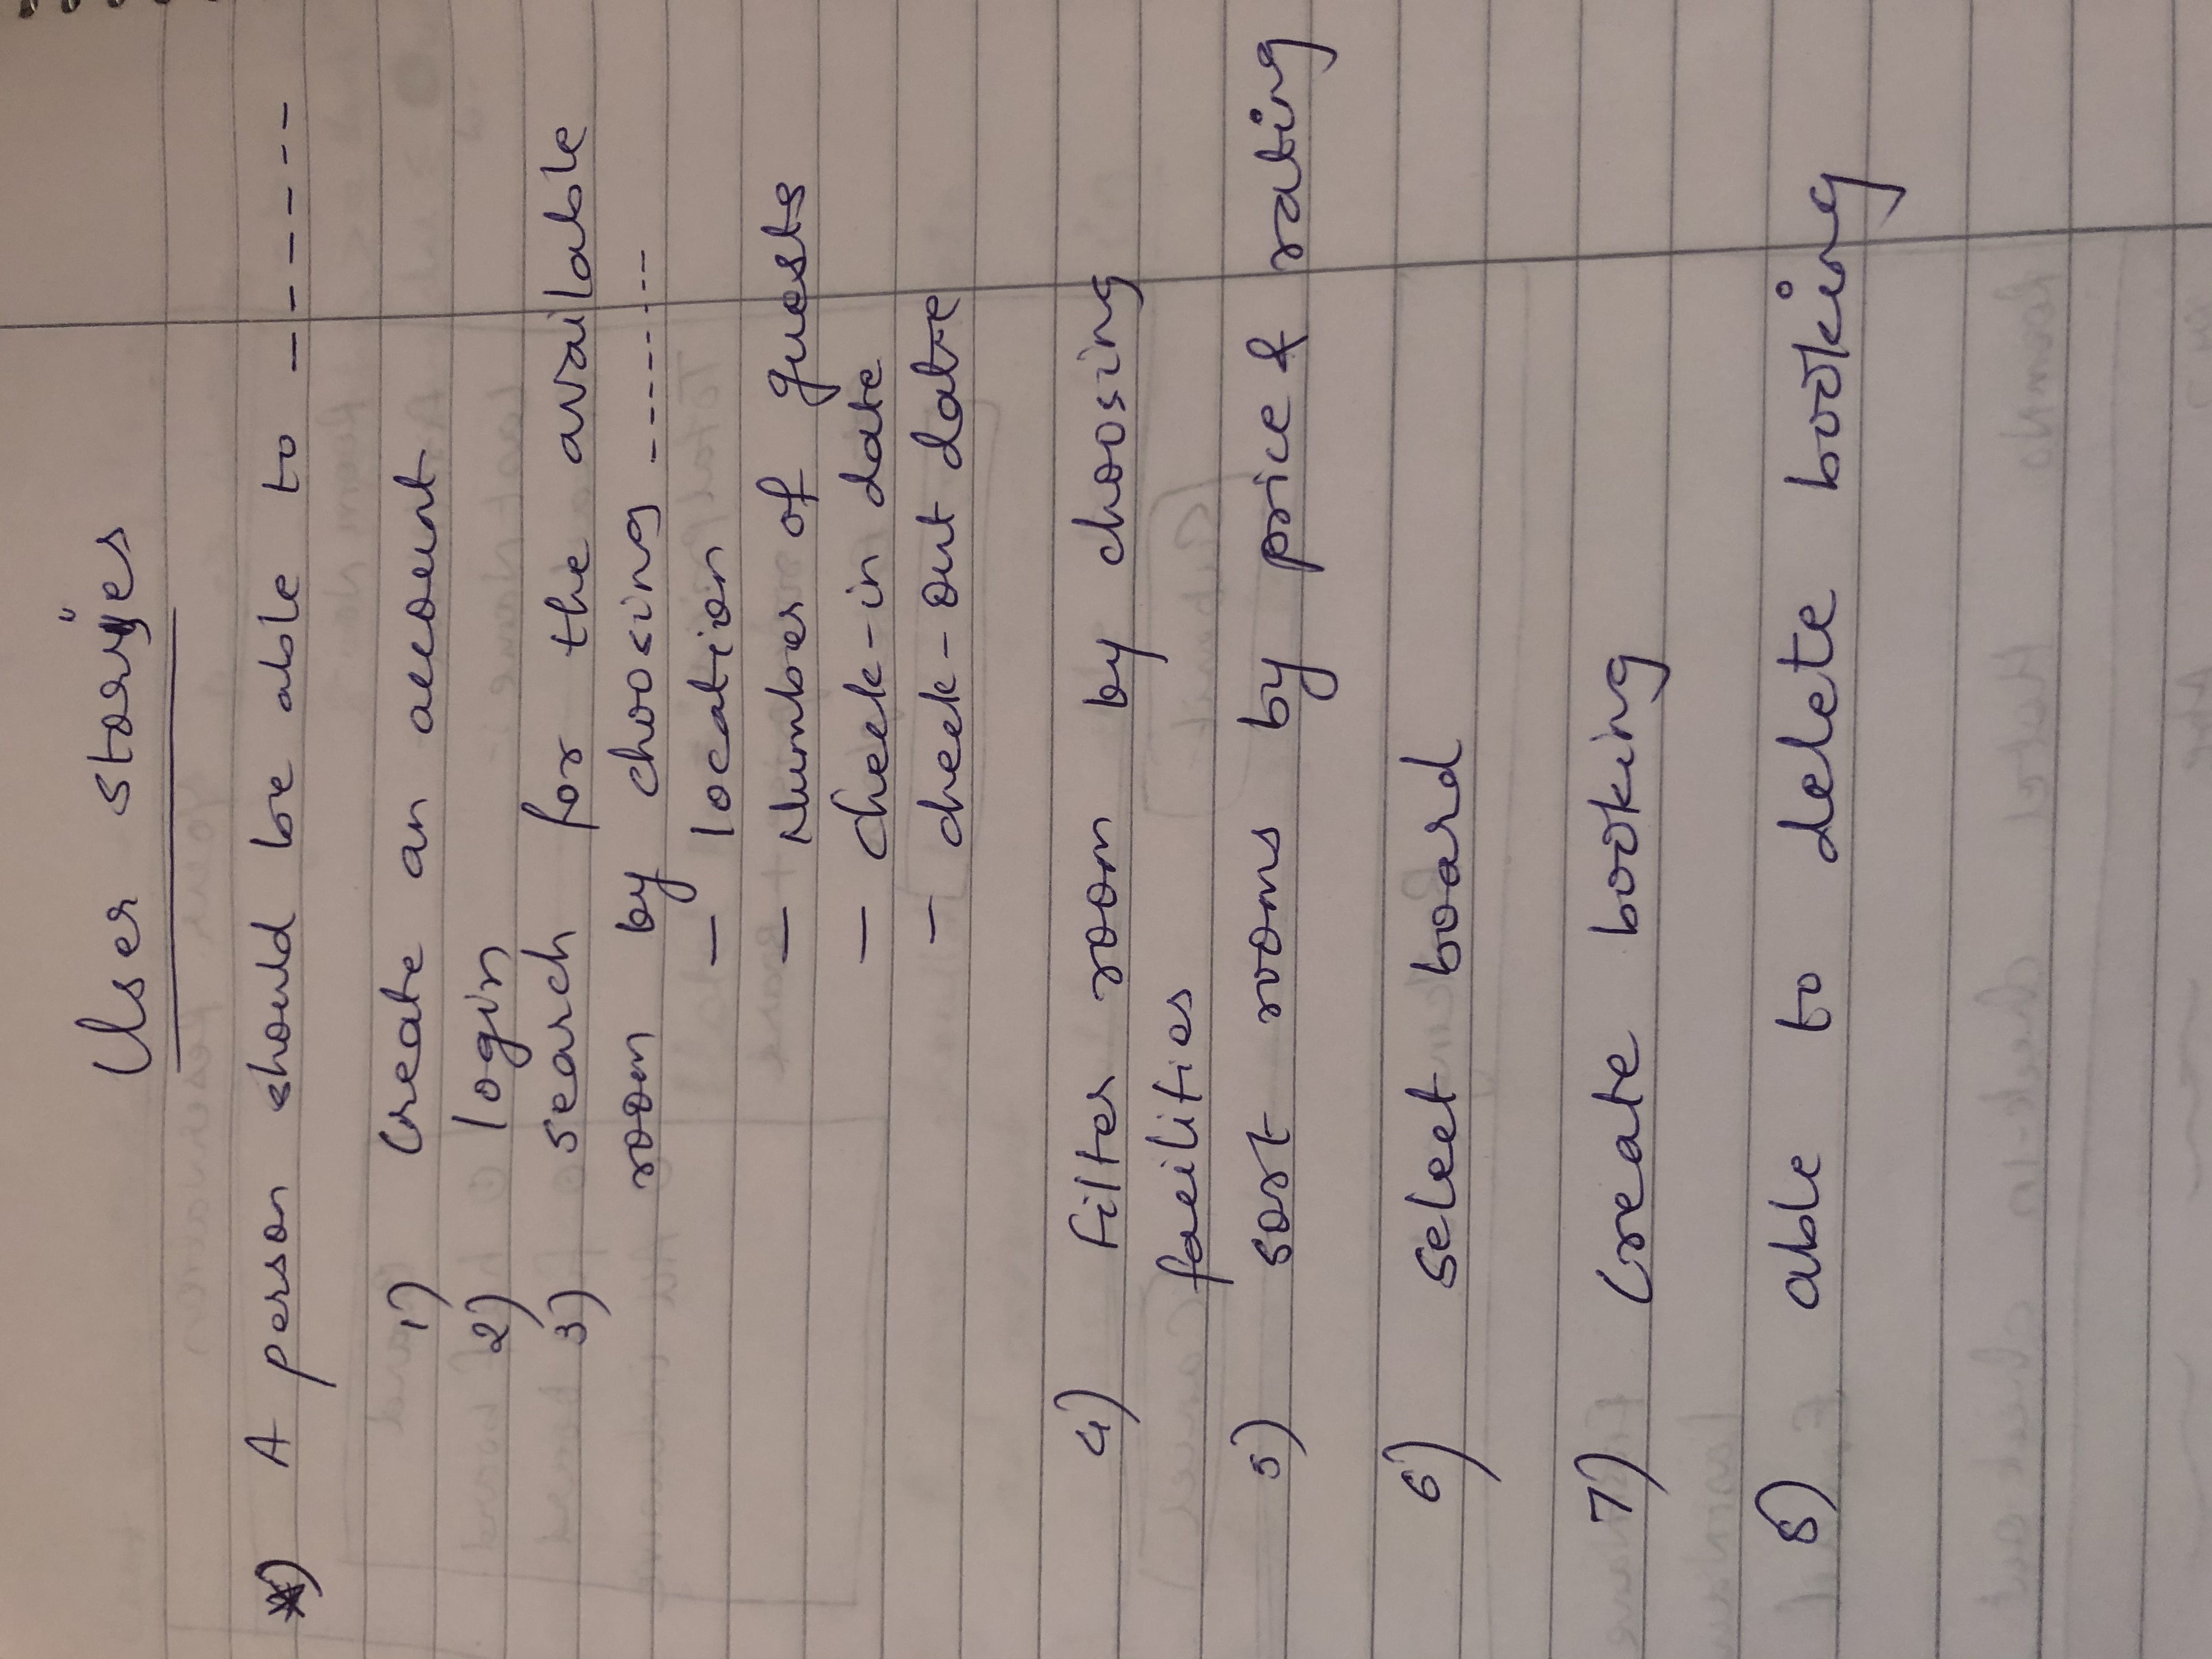 User stories
*) A person should be able to ------
1) Create an account
2) login
3) search for the available
room by choosing -------
- location
- Number of guests
- check-in date
- check-out date
4) filter room by choosing
facilities
5) sort rooms by price & rating
6) select board
7) Create booking
8) able to delete booking